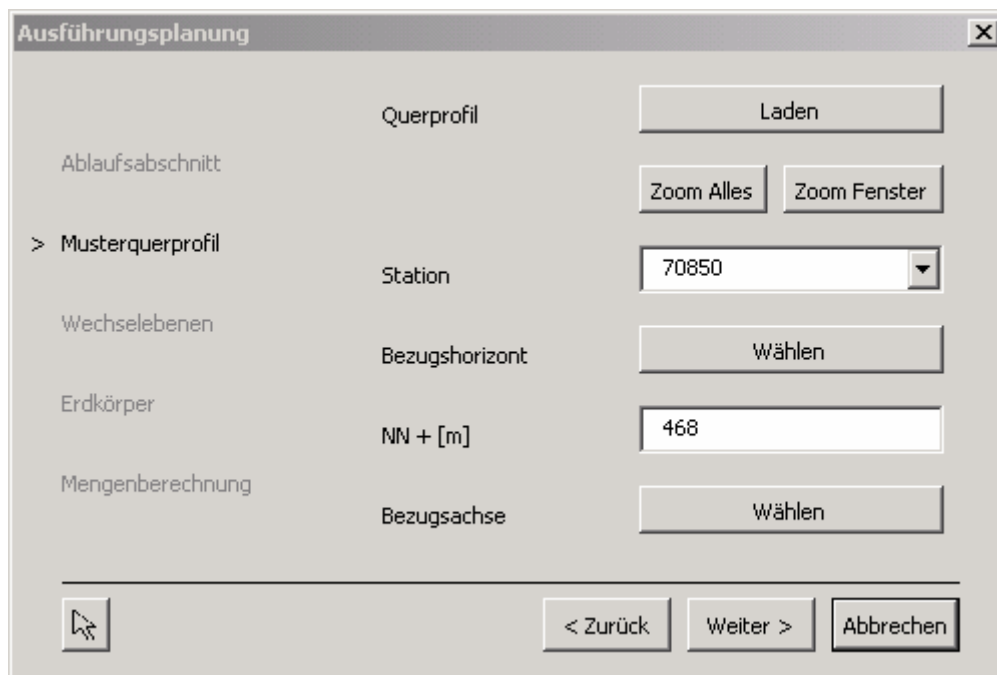 Ausführungsplanung
Querprofil Laden
Ablaufsabschnitt
Zoom Alles Zoom Fenster
> Musterquerprofil
Station 70850
Wechselebenen
Bezugshorizont Wählen
Erdkörper
NN + [m] 468
Mengenberechnung
Bezugsachse Wählen
< Zurück Weiter > Abbrechen